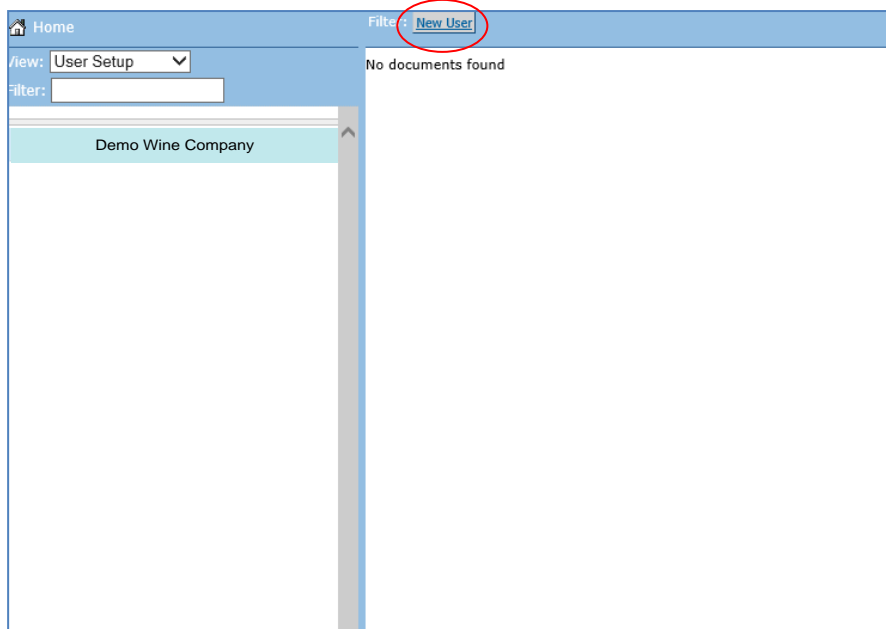 Home
View: User Setup
Filter:
Demo Wine Company
Filter: New User
No documents found